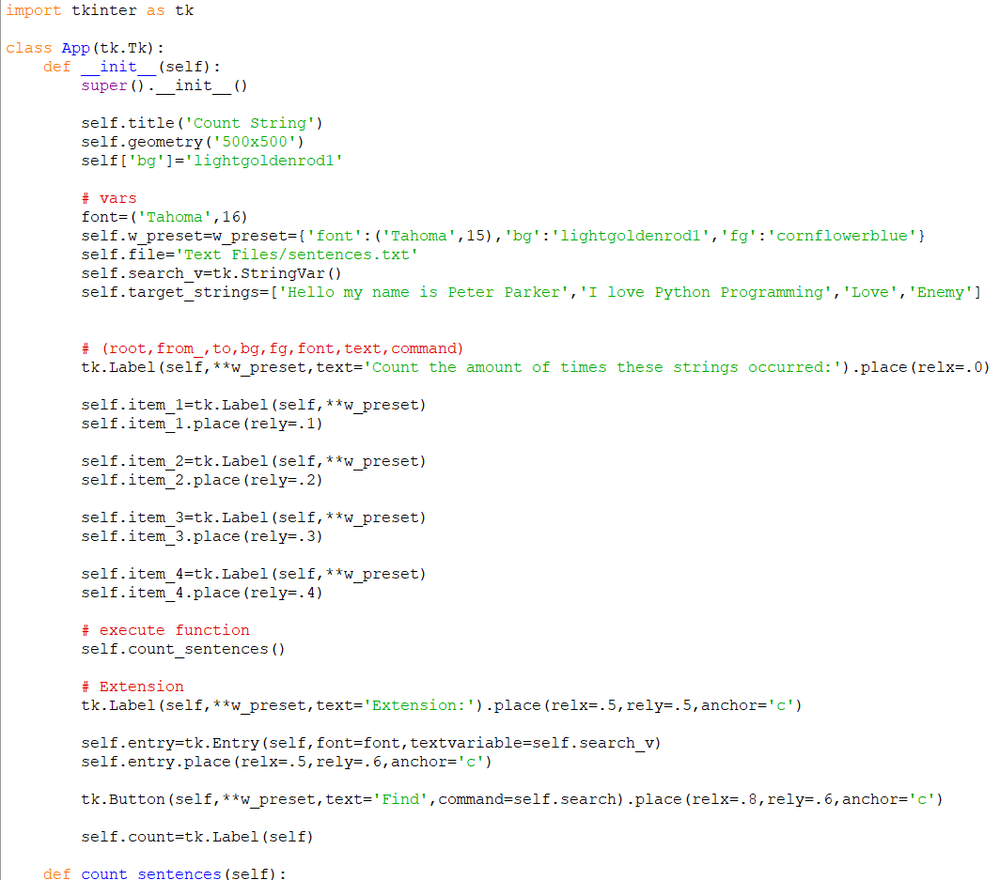 import tkinter as tk
class App(tk.Tk):
    def __init__(self):
        super().__init__()
        self.title('Count String')
        self.geometry('500x500')
        self['bg']='lightgoldenrod1'
        # vars
        font=('Tahoma',16)
        self.w_preset=w_preset={'font':('Tahoma',15),'bg':'lightgoldenrod1','fg':'cornflowerblue'}
        self.file='Text Files/sentences.txt'
        self.search_v=tk.StringVar()
        self.target_strings=['Hello my name is Peter Parker','I love Python Programming','Love','Enemy']
        # (root,from_,to,bg,fg,font,text,command)
        tk.Label(self,**w_preset,text='Count the amount of times these strings occurred:').place(relx=.0)
        self.item_1=tk.Label(self,**w_preset)
        self.item_1.place(rely=.1)
        self.item_2=tk.Label(self,**w_preset)
        self.item_2.place(rely=.2)
        self.item_3=tk.Label(self,**w_preset)
        self.item_3.place(rely=.3)
        self.item_4=tk.Label(self,**w_preset)
        self.item_4.place(rely=.4)
        # execute function
        self.count_sentences()
        # Extension
        tk.Label(self,**w_preset,text='Extension:').place(relx=.5,rely=.5,anchor='c')
        self.entry=tk.Entry(self,font=font,textvariable=self.search_v)
        self.entry.place(relx=.5,rely=.6,anchor='c')
        tk.Button(self,**w_preset,text='Find',command=self.search).place(relx=.8,rely=.6,anchor='c')
        self.count=tk.Label(self)
    def count_sentences(self):